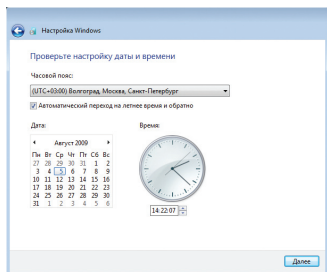 Настройка Windows
Проверьте настройку даты и времени
Часовой пояс:
(UTC+03:00) Волгоград, Москва, Санкт-Петербург
Автоматический переход на летнее время и обратно
Дата:
Время:
Август 2009
Пн Вт Ср Чт Пт Сб Вс
27 28 29 30 31 1 2
3 4 5 6 7 8 9
10 11 12 13 14 15 16
17 18 19 20 21 22 23
24 25 26 27 28 29 30
31 1 2 3 4 5 6
14:22:07
Далее